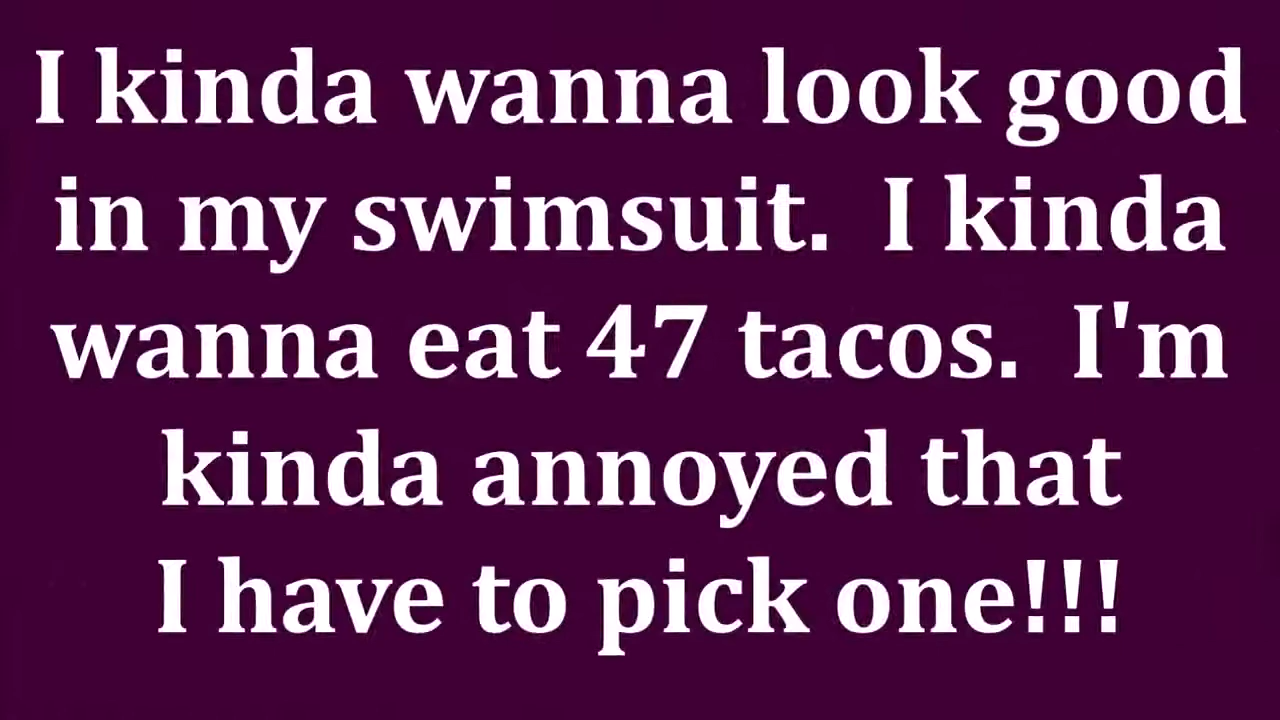 I kinda wanna look good
in my swimsuit.  I kinda
wanna eat 47 tacos.  I'm
kinda annoyed that
I have to pick one!!!